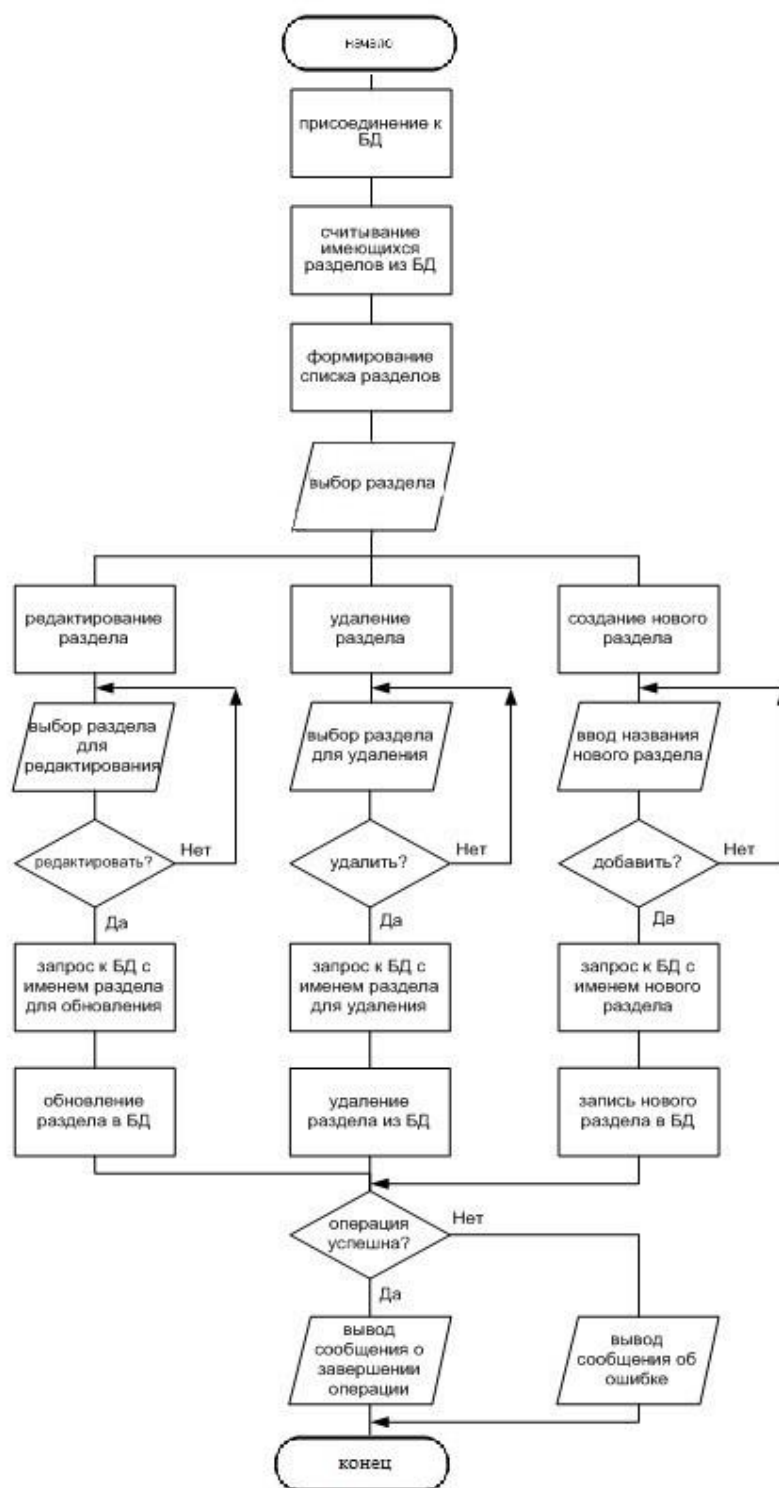 начало
присоединение к
БД
считывание
имеющихся
разделов из БД
формирование
списка разделов
выбор раздела
редактирование
раздела
удаление
раздела
создание нового
раздела
выбор раздела
для
редактирования
выбор раздела
для удаления
ввод названия
нового раздела
редактировать?
Нет
удалить?
Нет
добавить?
Нет
Да
Да
Да
запрос к БД с
именем раздела
для обновления
запрос к БД с
именем раздела
для удаления
запрос к БД с
именем нового
раздела
обновление
раздела в БД
удаление
раздела из БД
запись нового
раздела в БД
операция
успешна?
Нет
Да
вывод
сообщения о
завершении
операции
вывод
сообщения об
ошибке
конец